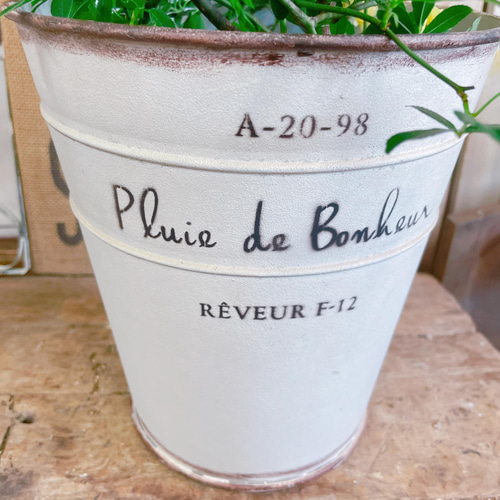 A-20-98
Pluie de Bonheur
RÊVEUR F-12